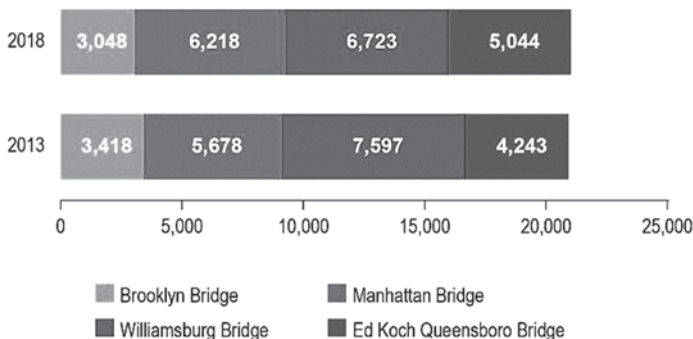 2018 3,048 6,218 6,723 5,044
2013 3,418 5,678 7,597 4,243
0 5,000 10,000 15,000 20,000 25,000
Brooklyn Bridge Manhattan Bridge
Williamsburg Bridge Ed Koch Queensboro Bridge